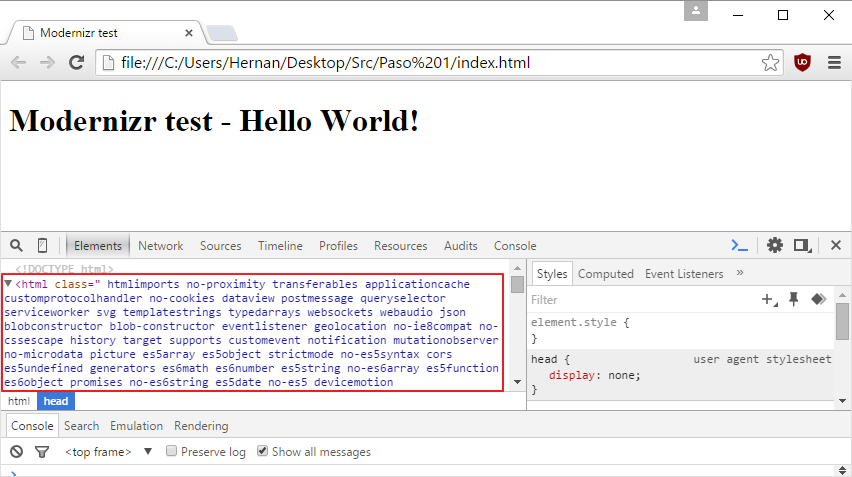 Modernizr test
file:///C:/Users/Hernan/Desktop/Src/Paso%201/index.html
Modernizr test - Hello World!
Elements Network Sources Timeline Profiles Resources Audits Console
<!DOCTYPE html>
<html class=" htmlimports no-proximity transferables applicationcache
customprotocolhandler no-cookies dataview postmessage queryselector
serviceworker svg templatestrings typedarrays websockets webaudio json
blobconstructor blob-constructor eventlistener geolocation no-ie8compat no-
cssescape history target supports customevent notification mutationobserver
no-microdata picture es5array es5object strictmode no-es5syntax cors
es5undefined generators es6math es6number es5string no-es6array es5function
es6object promises no-es6string es5date no-es5 devicemotion
html head
Styles Computed Event Listeners »
Filter
element.style {
}
head { user agent stylesheet
display: none;
}
Console Search Emulation Rendering
<top frame> ▼ Preserve log Show all messages